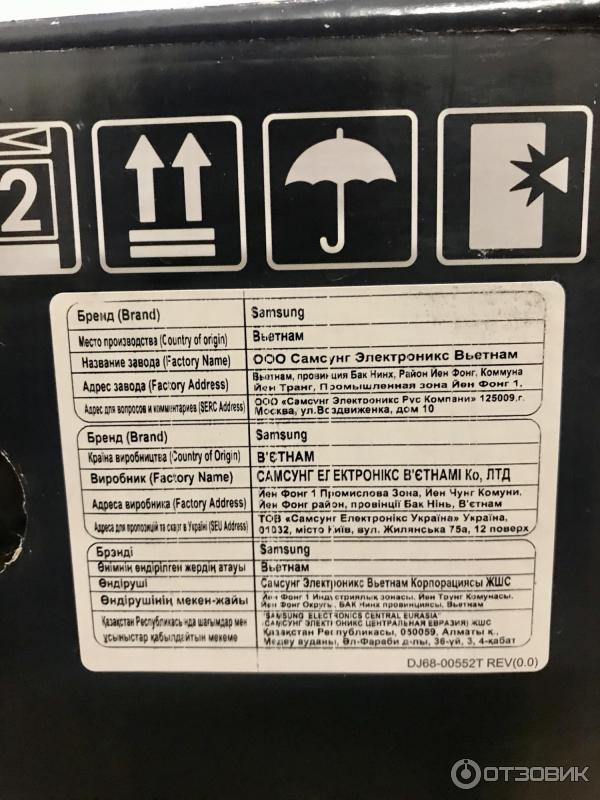 2
Бренд (Brand)
Samsung
Место производства (Country of origin)
Вьетнам
Название завода (Factory Name)
ООО Самсунг Электроникс Вьетнам
Адрес завода (Factory Address)
Вьетнам, провинция Бак Нинх, Район Йен Фонг, Коммуна
Йен Транг, Промышленная зона Йен Фонг 1.
Адрес для вопросов и комментариев (SERC Address)
ООО «Самсунг Электроникс Рус Компани» 125009,г.
Москва, ул.Воздвиженка, дом 10
Бренд (Brand)
Samsung
Країна виробництва (Country of Origin)
В'ЄТНАМ
Виробник (Factory Name)
САМСУНГ ЕЛЕКТРОНІКС В'ЄТНАМІ Ко, ЛТД
Адреса виробника (Factory Address)
Йен Фонг 1 Промислова Зона, Йен Чунг Комуни,
Йен Фонг район, провінції Бак Нінь, В'єтнам
Адреса для пропозицій та скарг в Україні (SEU Address)
ТОВ «Самсунг Електронікс Україна» Україна,
01032, місто Київ, вул. Жилянська 75а, 12 поверх
Брэнді
Samsung
Өнімнің өндірілген жердің атауы
Вьетнам
Өндіруші
Самсунг Электроникс Вьетнам Корпорациясы ЖШС
Өндірушінің мекен-жайы
Йен Фонг 1 Индустриялық зонасы, Йен Трунг Комунасы,
Йен Фонг Округы, БАК Нинх провинциясы, Вьетнам
Қазақстан Республикасында шағымдар мен
ұсыныстар қабылдайтын мекеме
"SAMSUNG ELECTRONICS CENTRAL EURASIA"
(САМСУНГ ЭЛЕКТРОНИКС ЦЕНТРАЛЬНАЯ ЕВРАЗИЯ) ЖШС
Қазақстан Республикасы, 050059, Алматы к.,
Медеу ауданы, Әл-Фараби д-лы, 36-үй, 3, 4-қабат
DJ68-00552T REV(0.0)
ОТЗОВИК